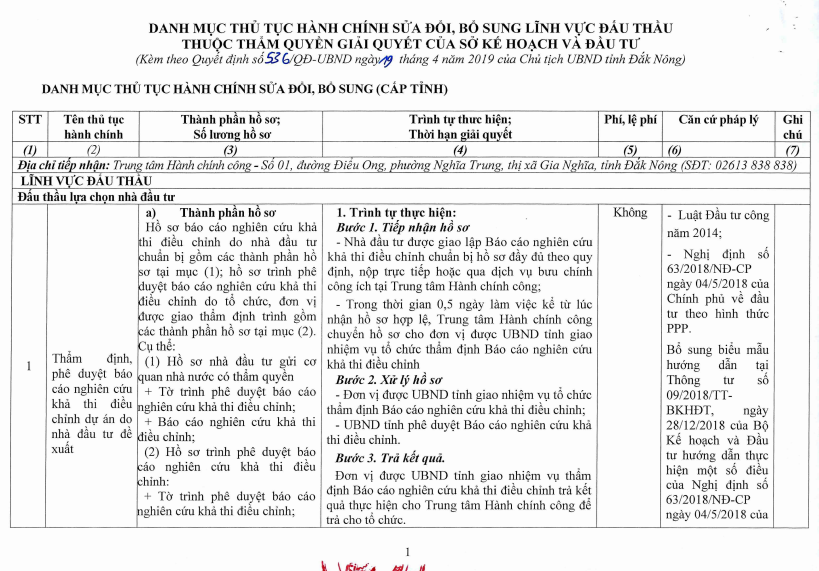 DANH MỤC THỦ TỤC HÀNH CHÍNH SỬA ĐỔI, BỔ SUNG LĨNH VỰC ĐẤU THẦU
THUỘC THẨM QUYỀN GIẢI QUYẾT CỦA SỞ KẾ HOẠCH VÀ ĐẦU TƯ
(Kèm theo Quyết định số 536/QĐ-UBND ngày 19 tháng 4 năm 2019 của Chủ tịch UBND tỉnh Đắk Nông)
DANH MỤC THỦ TỤC HÀNH CHÍNH SỬA ĐỔI, BỔ SUNG (CẤP TỈNH)
STT
Tên thủ tục
hành chính
Thành phần hồ sơ;
Số lương hồ sơ
Trình tự thưc hiện;
Thời hạn giải quyết
Phí, lệ phí
Căn cứ pháp lý
Ghi
chú
(1)
(2)
(3)
(4)
(5)
(6)
(7)
Địa chỉ tiếp nhận: Trung tâm Hành chính công - Số 01, đường Điểu Ong, phường Nghĩa Trung, thị xã Gia Nghĩa, tỉnh Đắk Nông (SĐT: 02613 838 838)
LĨNH VỰC ĐẤU THẦU
Đấu thầu lựa chọn nhà đầu tư
1
Thẩm định,
phê duyệt báo
cáo nghiên cứu
khả thi điều
chỉnh dự án do
nhà đầu tư đề
xuất
a) Thành phần hồ sơ
Hồ sơ báo cáo nghiên cứu khả
thi điều chỉnh do nhà đầu tư
chuẩn bị gồm các thành phần hồ
sơ tại mục (1); hồ sơ trình phê
duyệt báo cáo nghiên cứu khả thi
điều chỉnh do tổ chức, đơn vị
được giao thẩm định trình gồm
các thành phần hồ sơ tại mục (2).
Cụ thể:
(1) Hồ sơ nhà đầu tư gửi cơ
quan nhà nước có thẩm quyền
+ Tờ trình phê duyệt báo cáo
nghiên cứu khả thi điều chỉnh;
+ Báo cáo nghiên cứu khả thi
điều chỉnh;
(2) Hồ sơ trình phê duyệt báo
cáo nghiên cứu khả thi điều
chỉnh:
+ Tờ trình phê duyệt báo cáo
nghiên cứu khả thi điều chỉnh;
1. Trình tự thực hiện:
Bước 1. Tiếp nhận hồ sơ
- Nhà đầu tư được giao lập Báo cáo nghiên cứu
khả thi điều chỉnh chuẩn bị hồ sơ đầy đủ theo quy
định, nộp trực tiếp hoặc qua dịch vụ bưu chính
công ích tại Trung tâm Hành chính công;
- Trong thời gian 0,5 ngày làm việc kể từ lúc
nhận hồ sơ hợp lệ, Trung tâm Hành chính công
chuyển hồ sơ cho đơn vị được UBND tỉnh giao
nhiệm vụ tổ chức thẩm định Báo cáo nghiên cứu
khả thi điều chỉnh
Bước 2. Xử lý hồ sơ
- Đơn vị được UBND tỉnh giao nhiệm vụ tổ chức
thẩm định Báo cáo nghiên cứu khả thi điều chỉnh;
- UBND tỉnh phê duyệt Báo cáo nghiên cứu khả
thi điều chỉnh.
Bước 3. Trả kết quả.
Đơn vị được UBND tỉnh giao nhiệm vụ thẩm
định Báo cáo nghiên cứu khả thi điều chỉnh trả kết
quả thực hiện cho Trung tâm Hành chính công để
trả cho tổ chức.
Không
- Luật Đầu tư công
năm 2014;
- Nghị định số
63/2018/NĐ-CP
ngày 04/5/2018 của
Chính phủ về đầu
tư theo hình thức
PPP.
Bổ sung biểu mẫu
hướng dẫn tại
Thông tư số
09/2018/TT-
BKHĐT, ngày
28/12/2018 của Bộ
Kế hoạch và Đầu
tư hướng dẫn thực
hiện một số điều
của Nghị định số
63/2018/NĐ-CP
ngày 04/5/2018 của
1